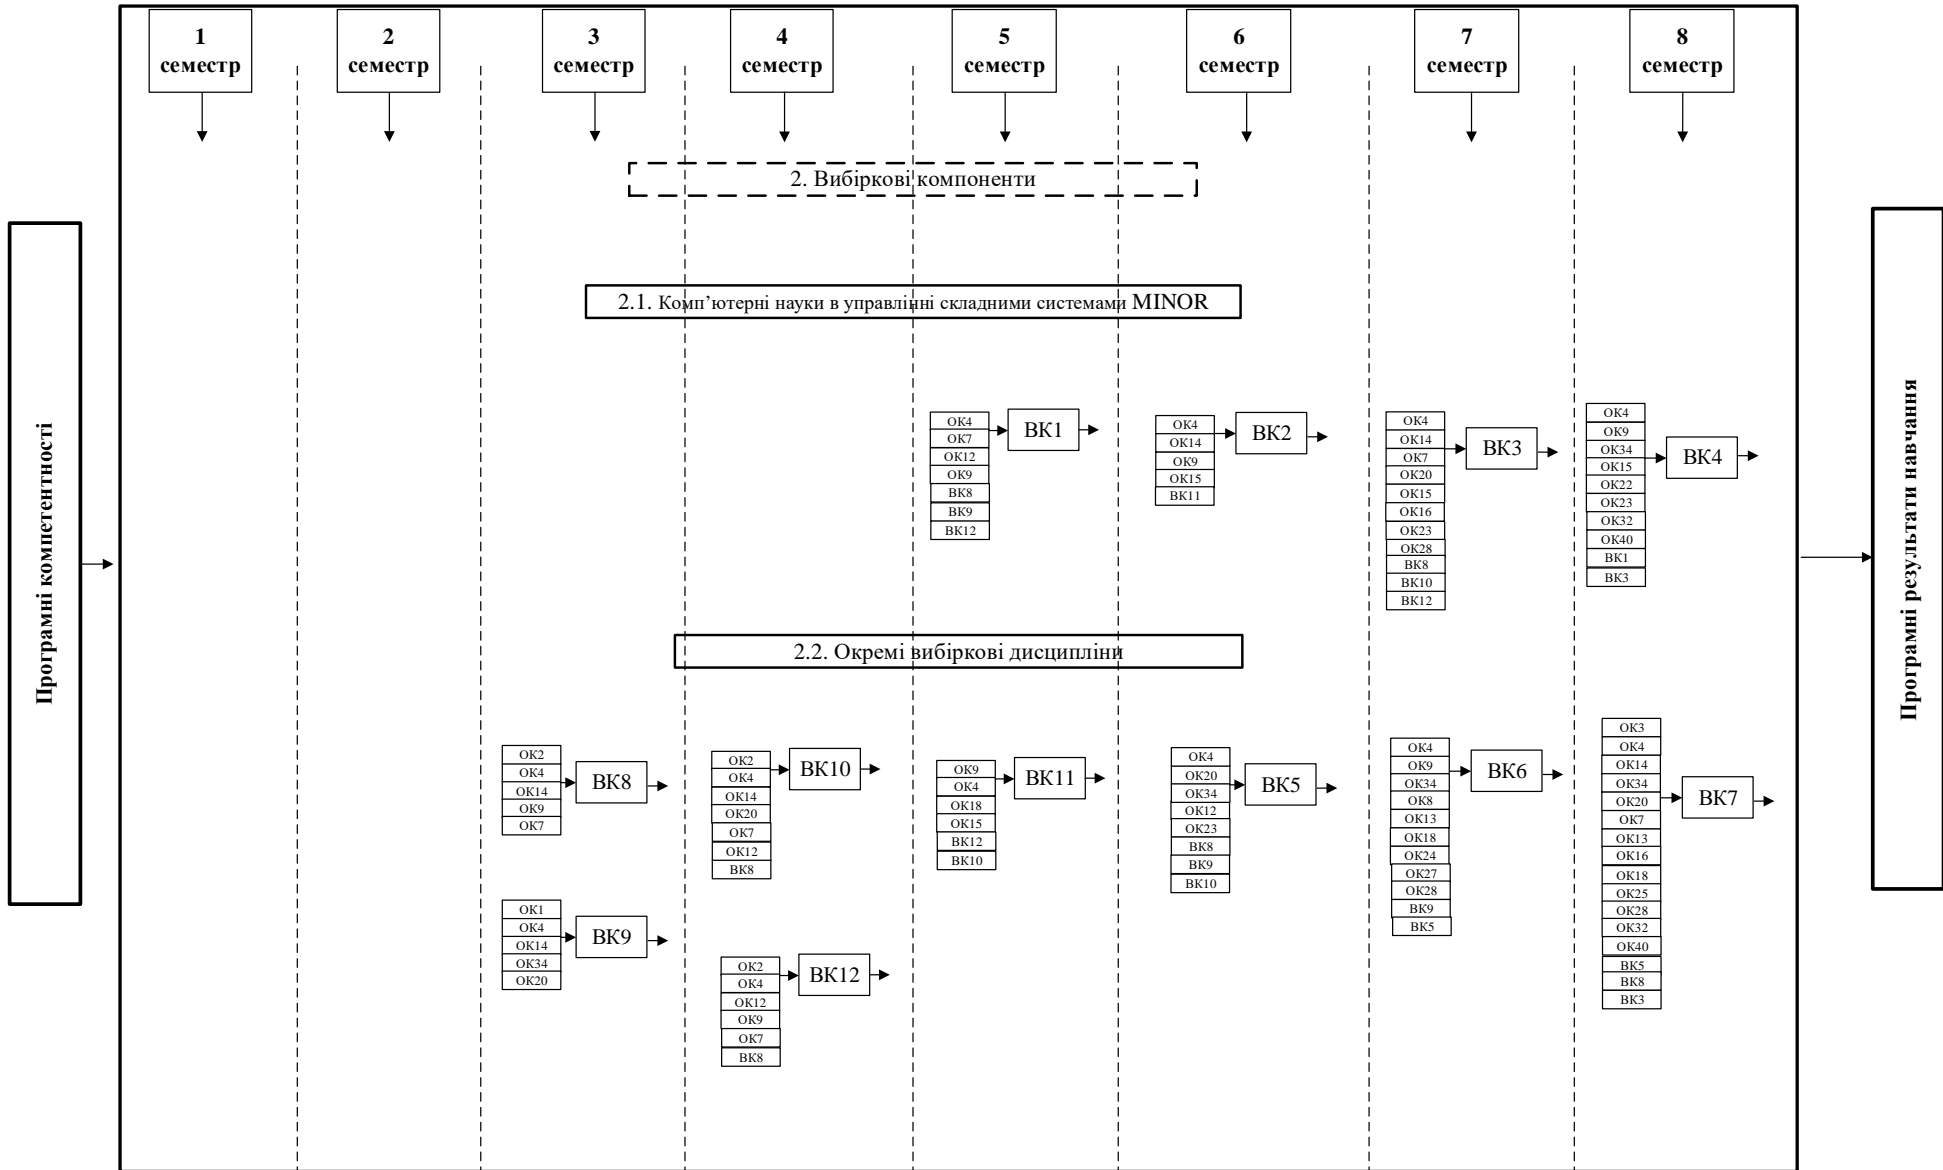 1
семестр
2
семестр
3
семестр
4
семестр
5
семестр
6
семестр
7
семестр
8
семестр
2. Вибіркові компоненти
Програмні компетентності
Програмні результати навчання
2.1. Комп’ютерні науки в управлінні складними системами MINOR
ОК4
ОК7
ОК12
ОК9
ВК8
ВК9
ВК12
ВК1
ОК4
ОК14
ОК9
ОК15
ВК11
ВК2
ОК4
ОК14
ОК7
ОК20
ОК15
ОК16
ОК23
ОК28
ВК8
ВК10
ВК12
ВК3
ОК4
ОК9
ОК34
ОК15
ОК22
ОК23
ОК32
ОК40
ВК1
ВК3
ВК4
2.2. Окремі вибіркові дисципліни
ОК2
ОК4
ОК14
ОК9
ОК7
ВК8
ОК1
ОК4
ОК14
ОК34
ОК20
ВК9
ОК2
ОК4
ОК14
ОК20
ОК7
ОК12
ВК8
ВК10
ОК2
ОК4
ОК12
ОК9
ОК7
ВК8
ВК12
ОК9
ОК4
ОК18
ОК15
ВК12
ВК10
ВК11
ОК4
ОК20
ОК34
ОК12
ОК23
ВК8
ВК9
ВК10
ВК5
ОК4
ОК9
ОК34
ОК8
ОК13
ОК18
ОК24
ОК27
ОК28
ВК9
ВК5
ВК6
ОК3
ОК4
ОК14
ОК34
ОК20
ОК7
ОК13
ОК16
ОК18
ОК25
ОК28
ОК32
ОК40
ВК5
ВК8
ВК3
ВК7